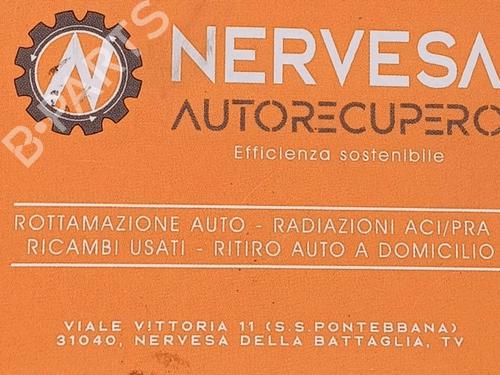 N
NERVESA
AUTORECUPERO
Efficienza sostenibile
ROTTAMAZIONE AUTO - RADIAZIONI ACI/PRA
RICAMBI USATI - RITIRO AUTO A DOMICILIO
VIALE VITTORIA 11 (S.S.PONTEBBANA)
31040, NERVESA DELLA BATTAGLIA, TV
B-PARTS